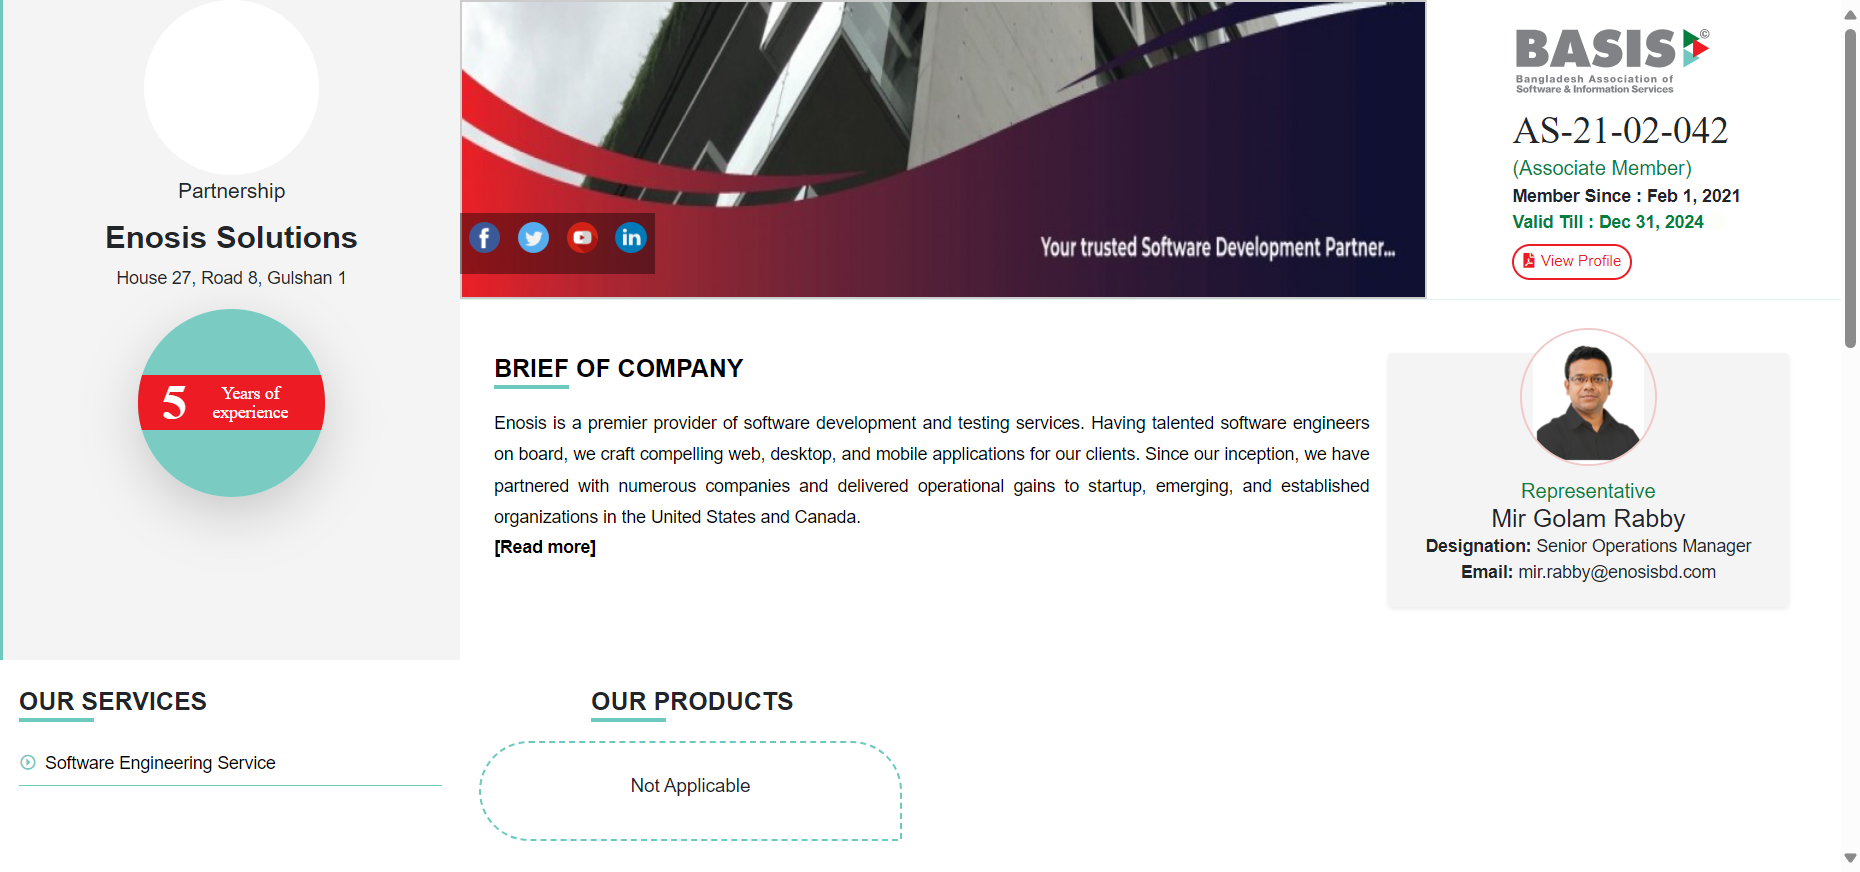 Partnership
Enosis Solutions
House 27, Road 8, Gulshan 1
5 Years of
experience
Your trusted Software Development Partner...
BASIS ©
Bangladesh Association of
Software & Information Services
AS-21-02-042
(Associate Member)
Member Since : Feb 1, 2021
Valid Till : Dec 31, 2024
View Profile
BRIEF OF COMPANY
Enosis is a premier provider of software development and testing services. Having talented software engineers
on board, we craft compelling web, desktop, and mobile applications for our clients. Since our inception, we have
partnered with numerous companies and delivered operational gains to startup, emerging, and established
organizations in the United States and Canada.
[Read more]
Representative
Mir Golam Rabby
Designation: Senior Operations Manager
Email: mir.rabby@enosisbd.com
OUR SERVICES
Software Engineering Service
OUR PRODUCTS
Not Applicable